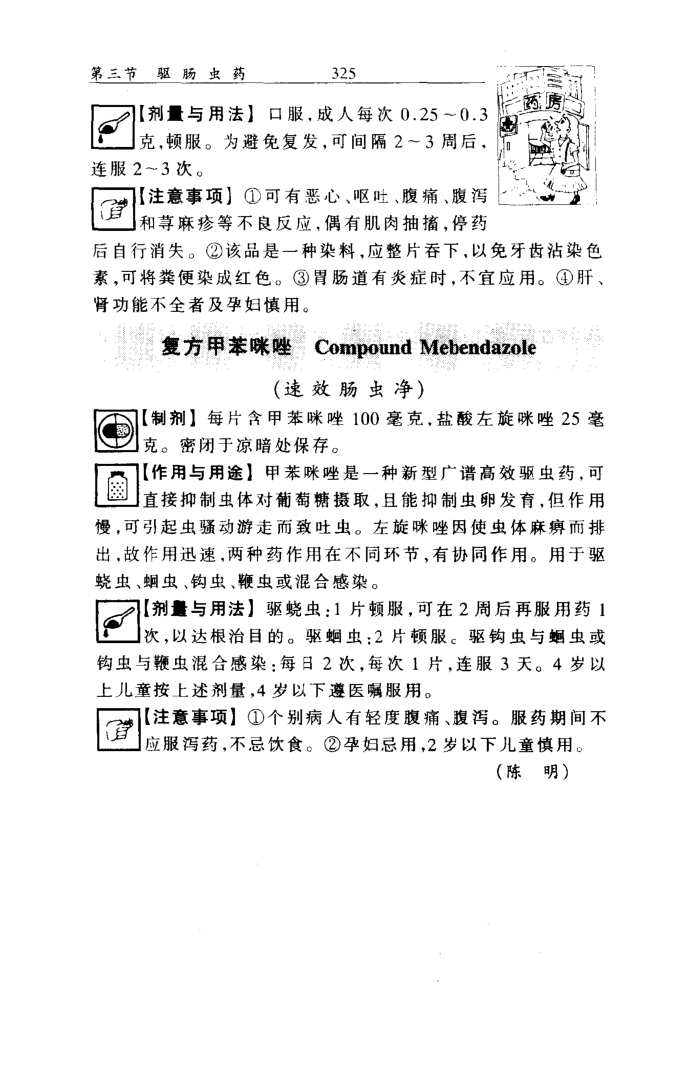 第三节 驱肠虫药 325
药房
【剂量与用法】 口服,成人每次 0.25～0.3
克,顿服。为避免复发,可间隔 2～3 周后,
连服 2～3 次。
【注意事项】 ①可有恶心、呕吐、腹痛、腹泻
和荨麻疹等不良反应,偶有肌肉抽搐,停药
后自行消失。②该品是一种染料,应整片吞下,以免牙齿沾染色
素,可将粪便染成红色。③胃肠道有炎症时,不宜应用。④肝、
肾功能不全者及孕妇慎用。
复方甲苯咪唑 Compound Mebendazole
(速效肠虫净)
【制剂】 每片含甲苯咪唑 100 毫克,盐酸左旋咪唑 25 毫
克。密闭于凉暗处保存。
【作用与用途】 甲苯咪唑是一种新型广谱高效驱虫药,可
直接抑制虫体对葡萄糖摄取,且能抑制虫卵发育,但作用
慢,可引起虫骚动游走而致吐虫。左旋咪唑因使虫体麻痹而排
出,故作用迅速,两种药作用在不同环节,有协同作用。用于驱
蛲虫、蛔虫、钩虫、鞭虫或混合感染。
【剂量与用法】 驱蛲虫:1 片顿服,可在 2 周后再服用药 1
次,以达根治目的。驱蛔虫:2 片顿服。驱钩虫与蛔虫或
钩虫与鞭虫混合感染:每日 2 次,每次 1 片,连服 3 天。4 岁以
上儿童按上述剂量,4 岁以下遵医嘱服用。
【注意事项】 ①个别病人有轻度腹痛、腹泻。服药期间不
应服泻药,不忌饮食。②孕妇忌用,2 岁以下儿童慎用。
(陈 明)